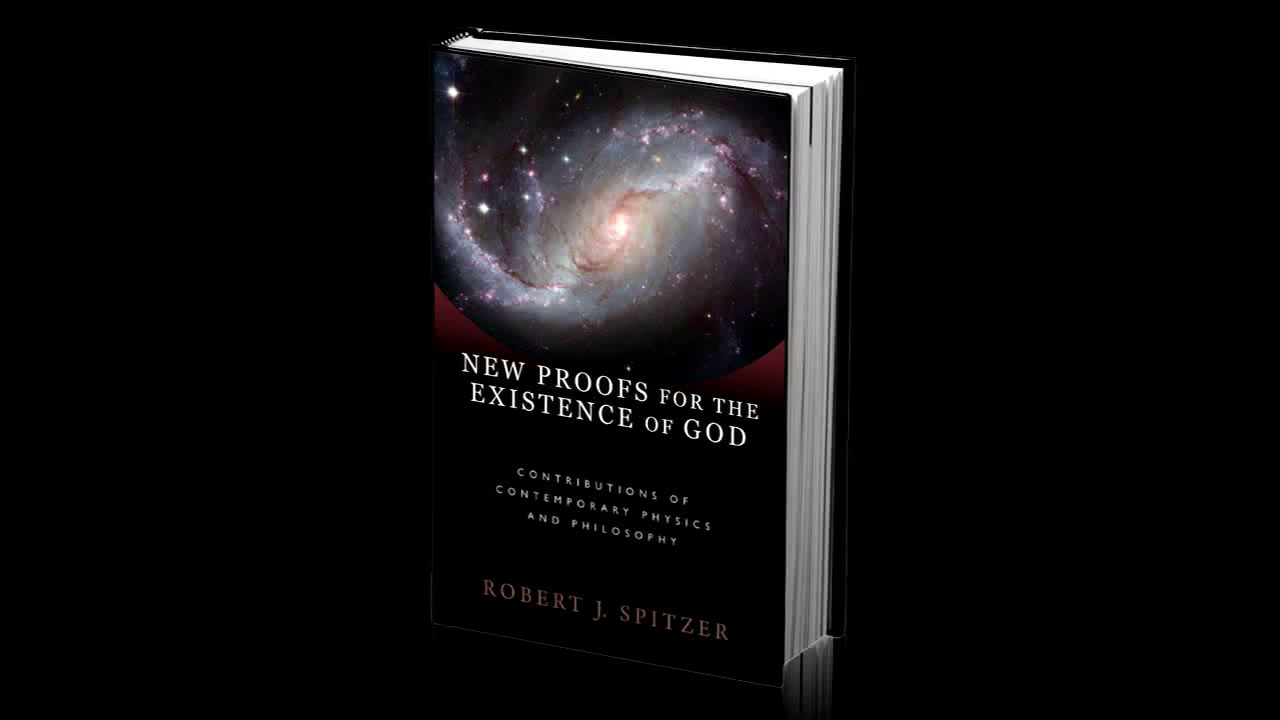 NEW PROOFS FOR THE
EXISTENCE OF GOD
CONTRIBUTIONS OF
CONTEMPORARY PHYSICS
AND PHILOSOPHY
ROBERT J. SPITZER